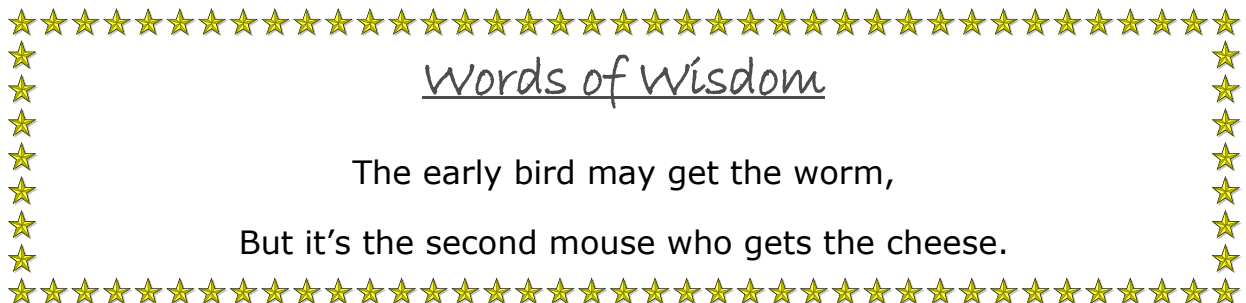 Words of Wisdom
The early bird may get the worm,
But it’s the second mouse who gets the cheese.